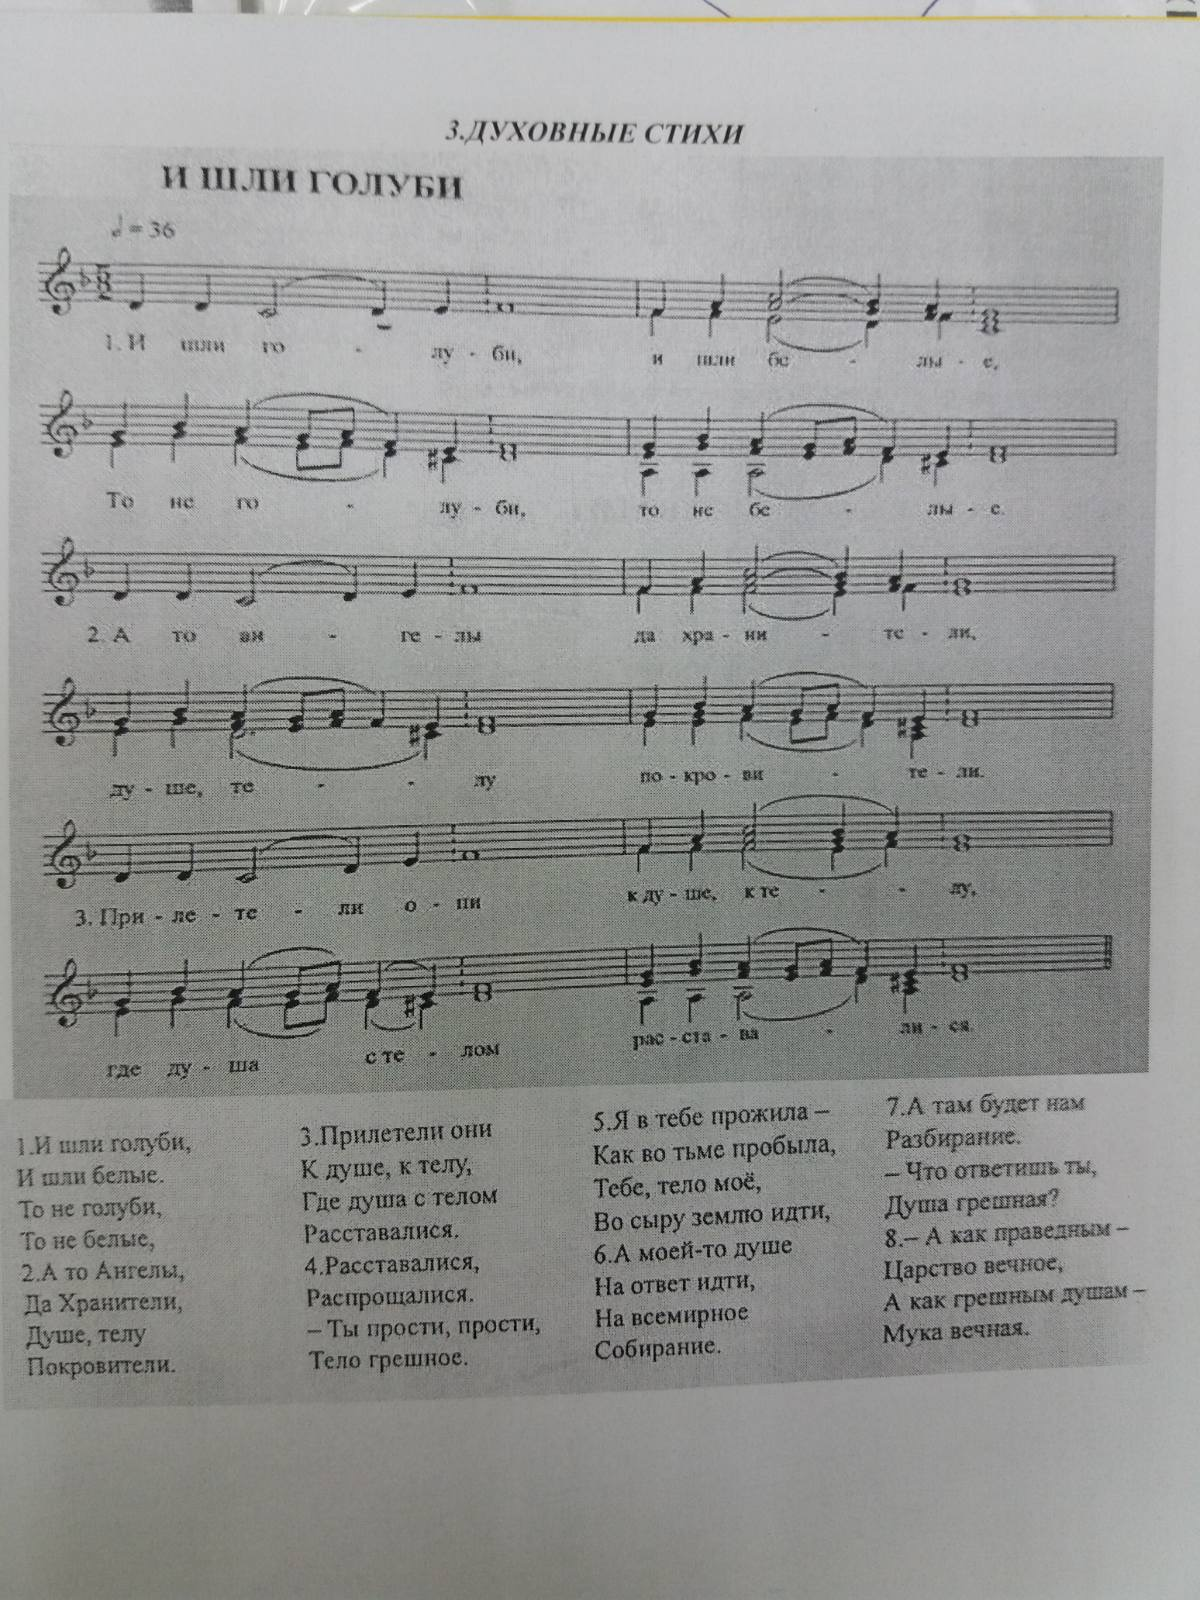 3.ДУХОВНЫЕ СТИХИ
И ШЛИ ГОЛУБИ
= 36
1. И шли го - лу - би, и шли бе - лы - е,
То не го - лу - би, то не бе - лы - е.
2. А то ан - ге - лы да хра - ни - те - ли,
ду - ше, те - - лу по - кро - ви - те - ли.
3. При - ле - те - ли о - ни к ду - ше, к те - - лу,
где ду - ша с те - лом рас - ста - ва - ли - ся.
1.И шли голуби,
И шли белые.
То не голуби,
То не белые,
2.А то Ангелы,
Да Хранители,
Душе, телу
Покровители.
3.Прилетели они
К душе, к телу,
Где душа с телом
Расставалися.
4.Расставалися,
Распрощалися.
– Ты прости, прости,
Тело грешное.
5.Я в тебе прожила –
Как во тьме пробыла,
Тебе, тело моё,
Во сыру землю идти,
6.А моей-то душе
На ответ идти,
На всемирное
Собирание.
7.А там будет нам
Разбирание.
– Что ответишь ты,
Душа грешная?
8.– А как праведным –
Царство вечное,
А как грешным душам –
Мука вечная.